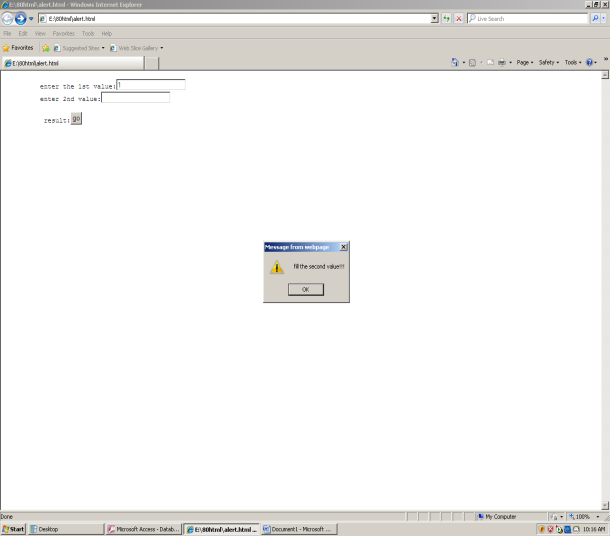 E:\80html\alert.html - Windows Internet Explorer
E:\80html\alert.html
Live Search
File Edit View Favorites Tools Help
Favorites Suggested Sites Web Slice Gallery
E:\80html\alert.html
Page Safety Tools
enter the 1st value:1
enter 2nd value:
result: go
Message from webpage
fill the second value!!!!
OK
Done
My Computer
100%
Start Desktop Microsoft Access - Datab... E:\80html\alert.html ... Document1 - Microsoft ...
10:16 AM